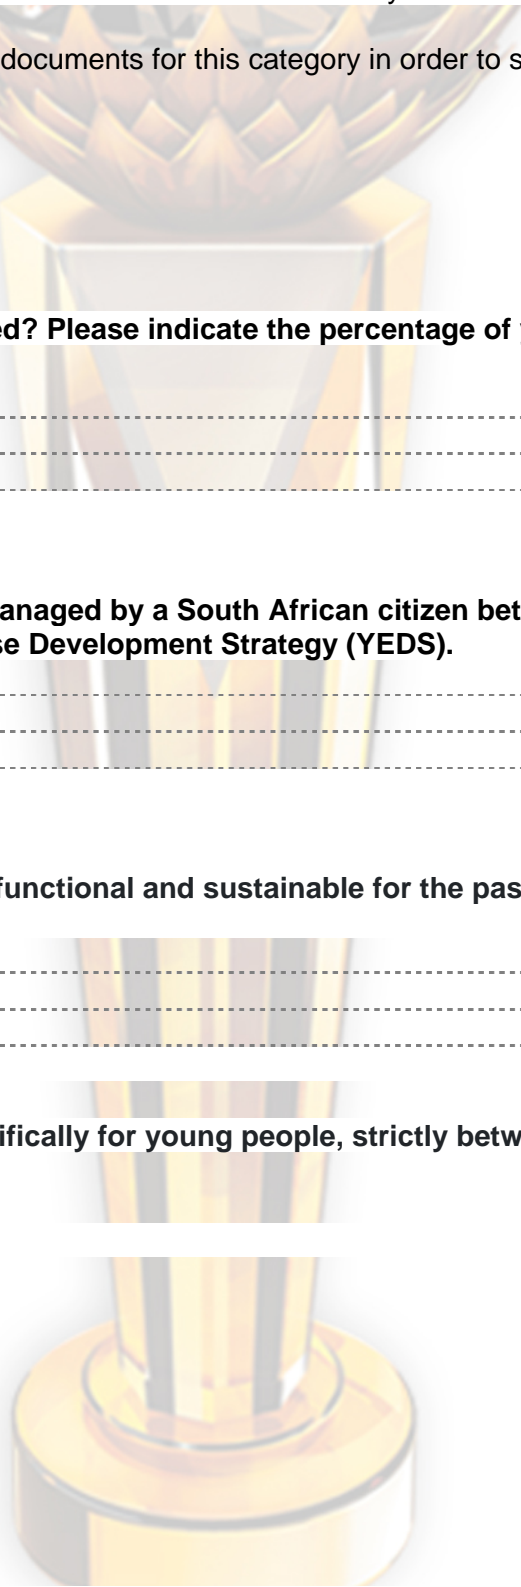 documents for this category in order to s
ed? Please indicate the percentage of
anaged by a South African citizen bet
se Development Strategy (YEDS).
functional and sustainable for the pas
ifically for young people, strictly betw